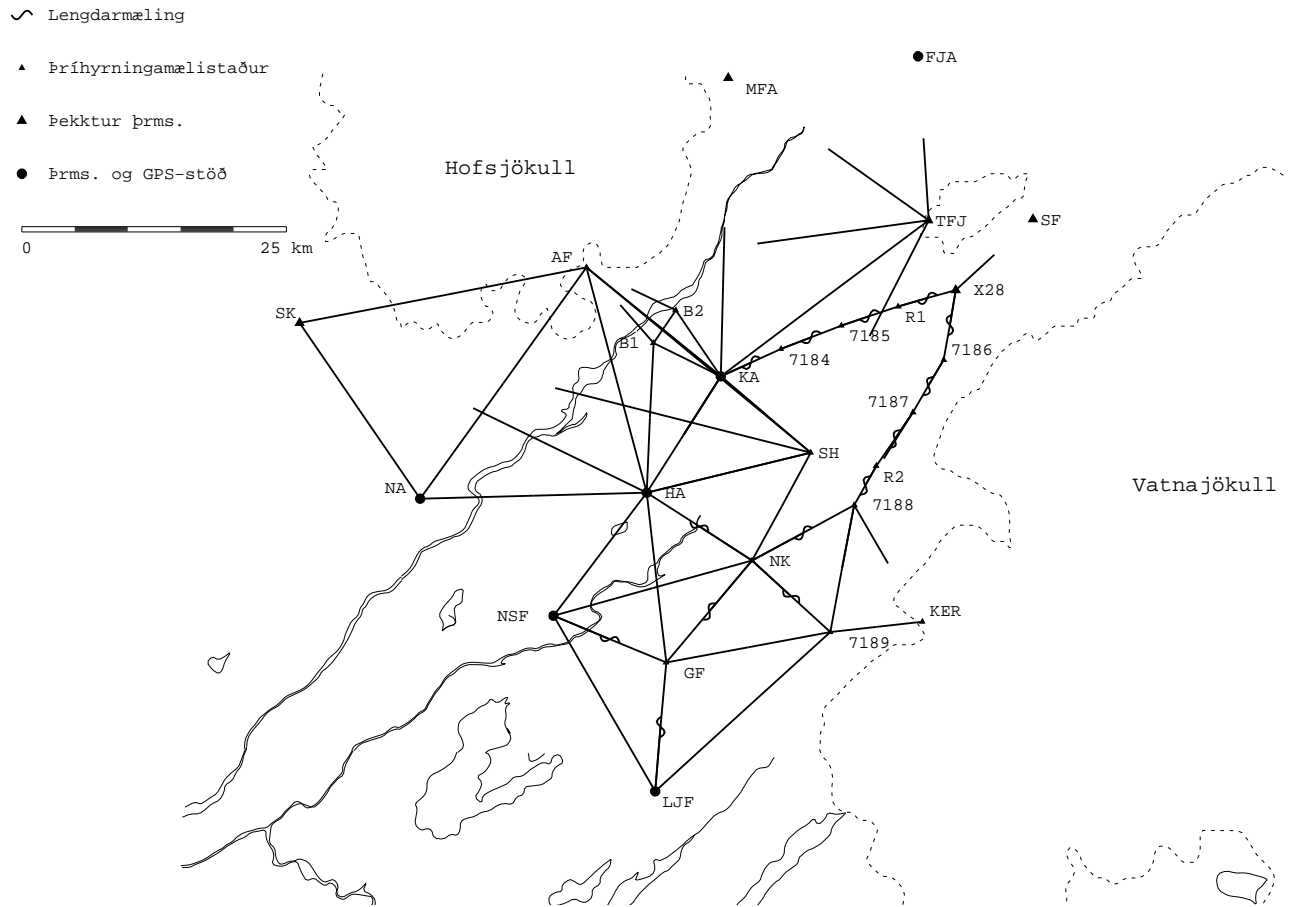 Lengdarmæling
Þríhyrningamælistaður
Þekktur þrms.
Þrms. og GPS-stöð
0 25 km
FJA
MFA
Hofsjökull
TFJ
SF
AF
X28
SK
B2
R1
7185
B1
7186
7184
KA
7187
SH
R2
Vatnajökull
NA
HA
7188
NK
KER
NSF
7189
GF
LJF